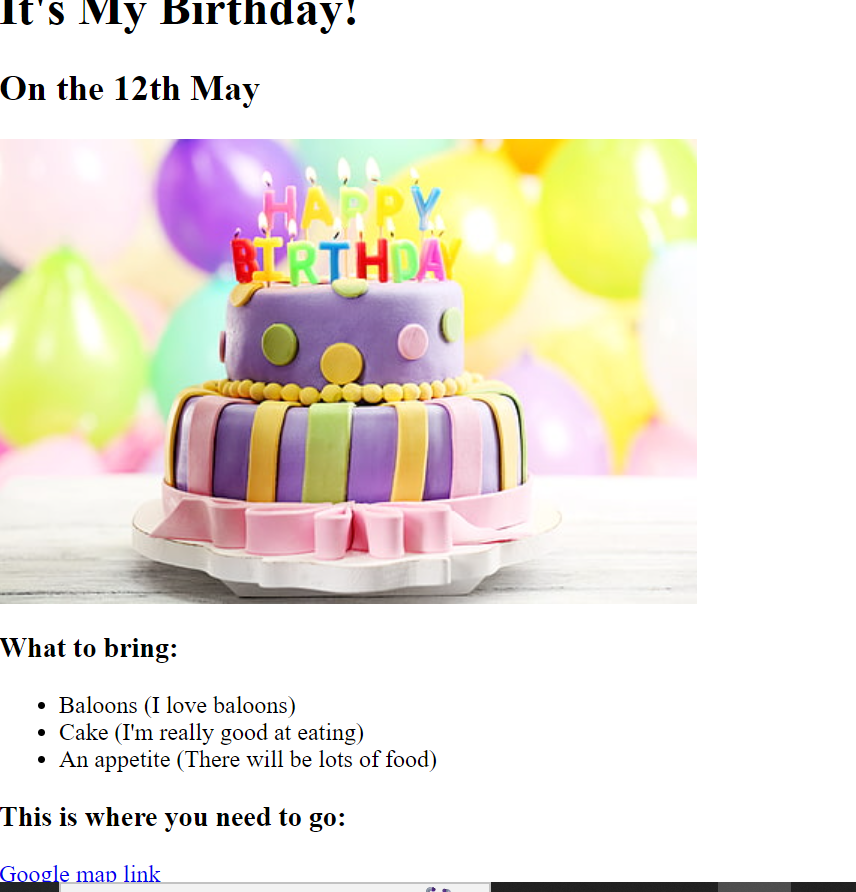 It's My Birthday!
On the 12th May
HAPPY
BIRTHDAY
What to bring:
Baloons (I love baloons)
Cake (I'm really good at eating)
An appetite (There will be lots of food)
This is where you need to go:
Google map link